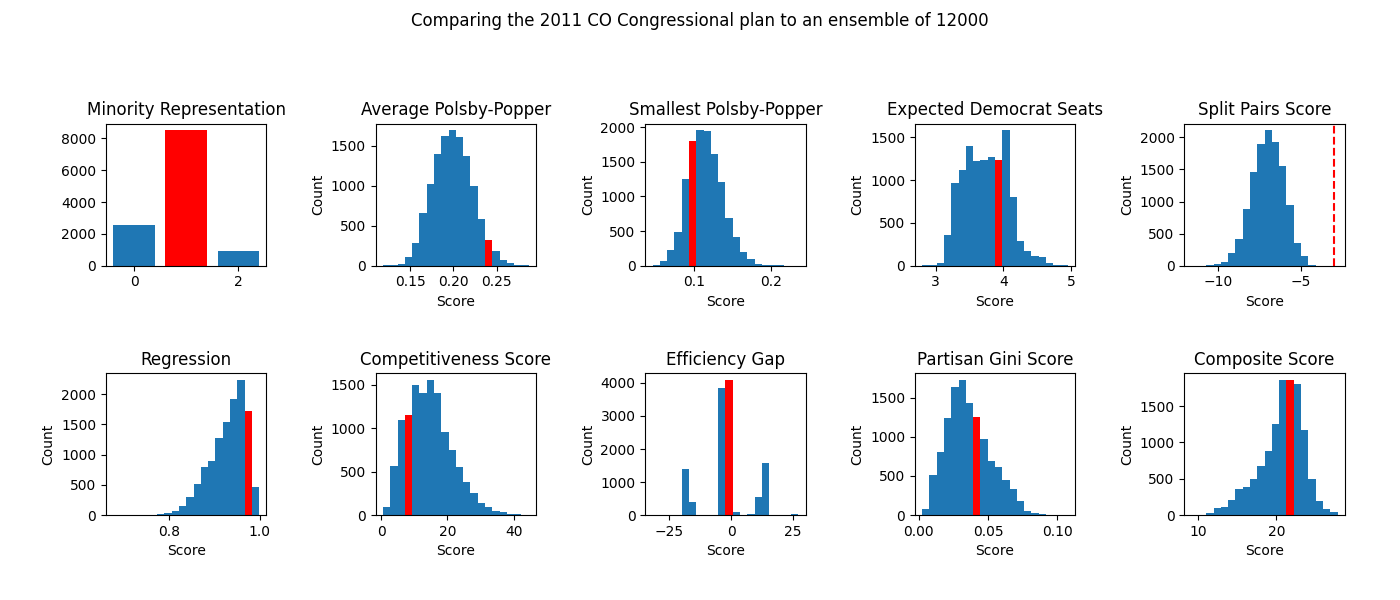 Comparing the 2011 CO Congressional plan to an ensemble of 12000
Minority Representation
8000
6000
4000
2000
0
0
2
Average Polsby-Popper
Count
1500
1000
500
0
0.15
0.20
0.25
Score
Smallest Polsby-Popper
Count
2000
1500
1000
500
0
0.1
0.2
Score
Expected Democrat Seats
Count
1500
1000
500
0
3
4
5
Score
Split Pairs Score
Count
2000
1500
1000
500
0
−10
−5
Score
Regression
Count
2000
1500
1000
500
0
0.8
1.0
Score
Competitiveness Score
Count
1500
1000
500
0
0
20
40
Score
Efficiency Gap
Count
4000
3000
2000
1000
0
−25
0
25
Score
Partisan Gini Score
Count
1500
1000
500
0
0.00
0.05
0.10
Score
Composite Score
Count
1500
1000
500
0
10
20
Score